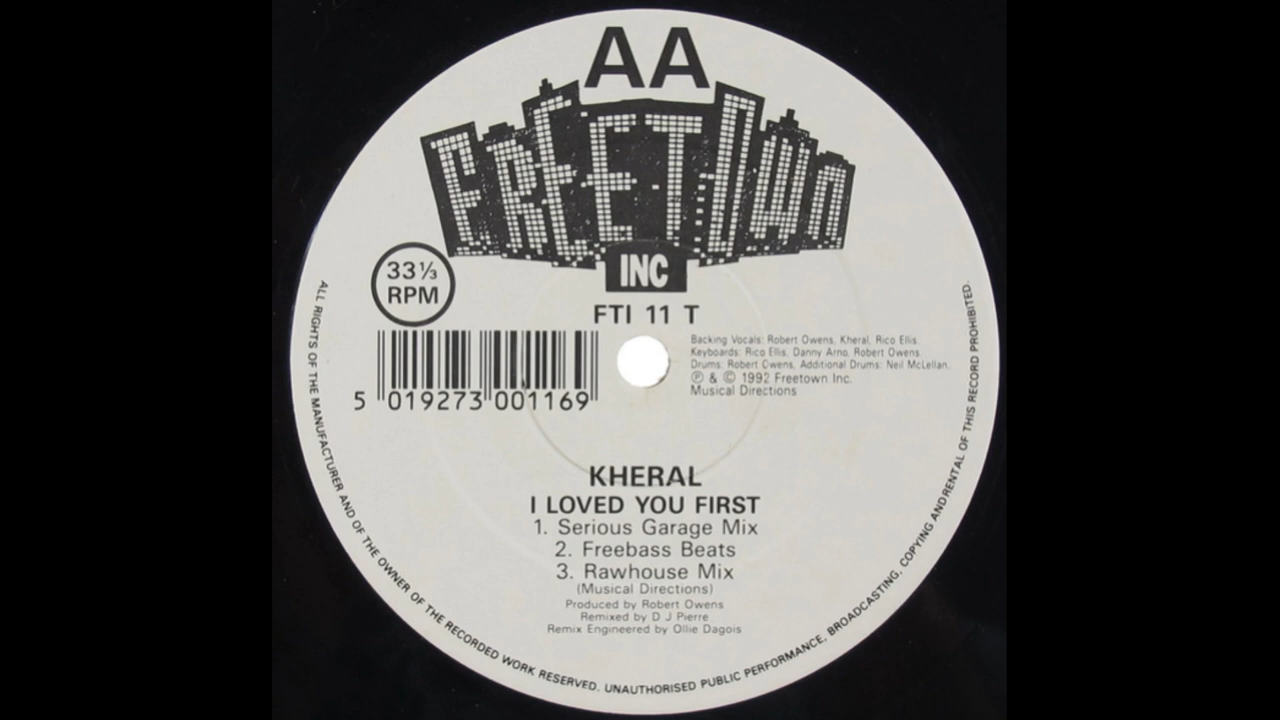 AA
FREETOWN
INC
33⅓
RPM
FTI 11 T
Backing Vocals: Robert Owens, Kheral, Rico Ellis.
Keyboards: Rico Ellis, Danny Arno, Robert Owens.
Drums: Robert Owens, Additional Drums: Neil McLellan.
℗ & © 1992 Freetown Inc.
Musical Directions
5 019273 001169
KHERAL
I LOVED YOU FIRST
1. Serious Garage Mix
2. Freebass Beats
3. Rawhouse Mix
(Musical Directions)
Produced by Robert Owens
Remixed by D J Pierre
Remix Engineered by Ollie Dagois
ALL RIGHTS OF THE MANUFACTURER AND OF THE OWNER OF THE RECORDED WORK RESERVED. UNAUTHORISED PUBLIC PERFORMANCE, BROADCASTING, COPYING ANDRENTAL OF THIS RECORD PROHIBITED.